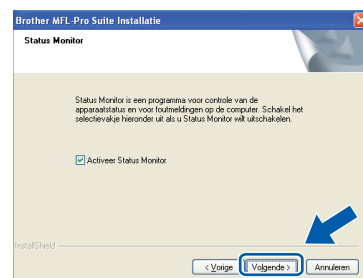 Brother MFL-Pro Suite Installatie
Status Monitor
Status Monitor is een programma voor controle van de
apparaatstatus en voor foutmeldingen op de computer. Schakel het
selectievakje hieronder uit als u Status Monitor wilt uitschakelen.
Activeer Status Monitor
InstallShield
< Vorige Volgende > Annuleren